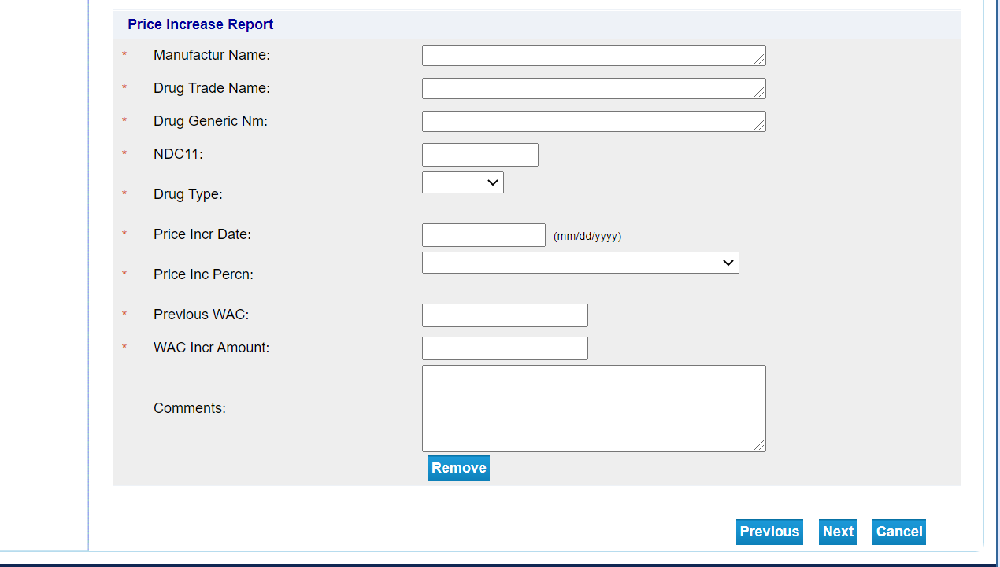 Price Increase Report
* Manufactur Name:
* Drug Trade Name:
* Drug Generic Nm:
* NDC11:
* Drug Type:
* Price Incr Date: (mm/dd/yyyy)
* Price Inc Percn:
* Previous WAC:
* WAC Incr Amount:
Comments:
Remove
Previous Next Cancel